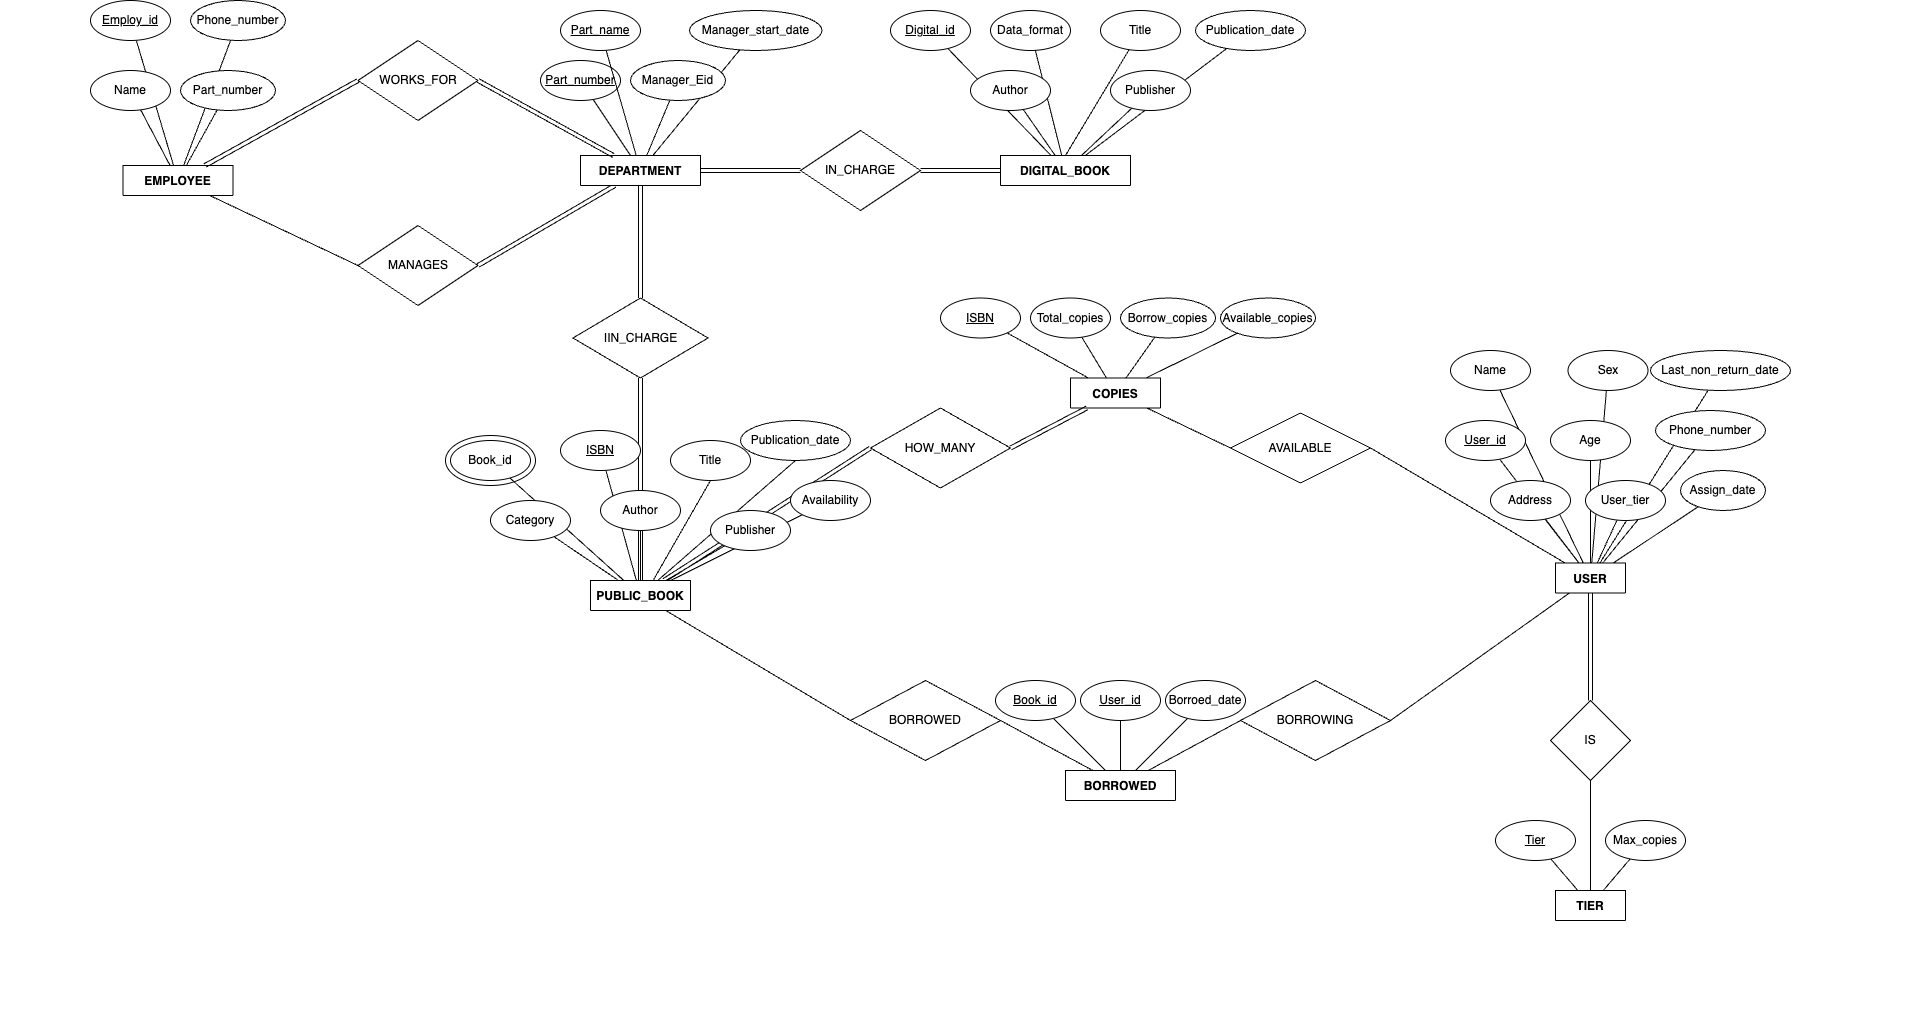 Employ_id
Phone_number
Name
Part_number
WORKS_FOR
EMPLOYEE
MANAGES
Part_name
Manager_start_date
Part_number
Manager_Eid
DEPARTMENT
IN_CHARGE
Digital_id
Data_format
Title
Publication_date
Author
Publisher
DIGITAL_BOOK
IIN_CHARGE
ISBN
Total_copies
Borrow_copies
Available_copies
COPIES
HOW_MANY
AVAILABLE
Book_id
ISBN
Title
Publication_date
Category
Author
Publisher
Availability
PUBLIC_BOOK
Name
Sex
Last_non_return_date
User_id
Age
Phone_number
Address
User_tier
Assign_date
USER
BORROWED
Book_id
User_id
Borroed_date
BORROWING
BORROWED
IS
Tier
Max_copies
TIER